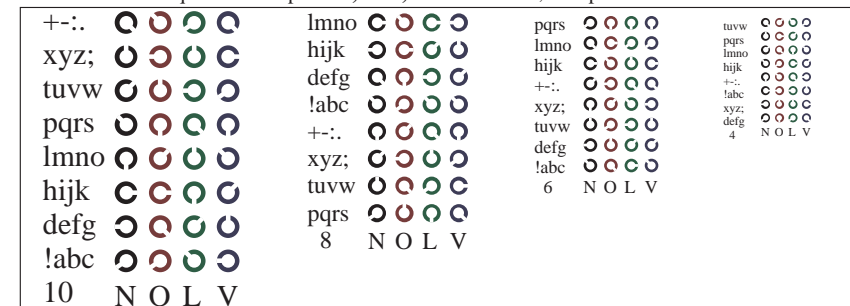 +-:.
xyz;
tuvw
pqrs
lmno
hijk
defg
!abc
10 N O L V
lmno
hijk
defg
!abc
+-:.
xyz;
tuvw
pqrs
8 N O L V
pqrs
lmno
hijk
+-:.
xyz;
tuvw
defg
!abc
6 N O L V
tuvw
pqrs
lmno
hijk
+-:.
!abc
xyz;
defg
4 N O L V